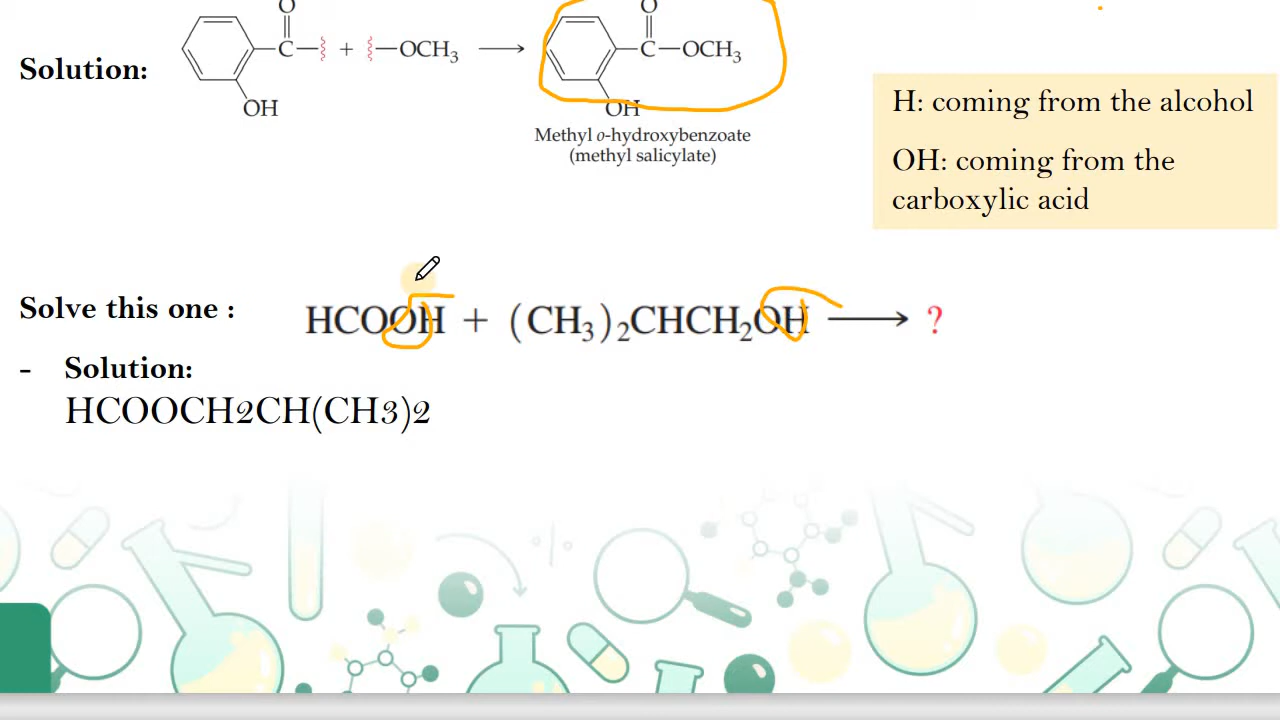 O O
Solution: C + —OCH₃ ⟶ C—OCH₃
OH OH
Methyl o-hydroxybenzoate
(methyl salicylate)
H: coming from the alcohol
OH: coming from the
carboxylic acid
Solve this one : HCOOH + (CH₃)₂CHCH₂OH ⟶ ?
- Solution:
HCOOCH2CH(CH3)2